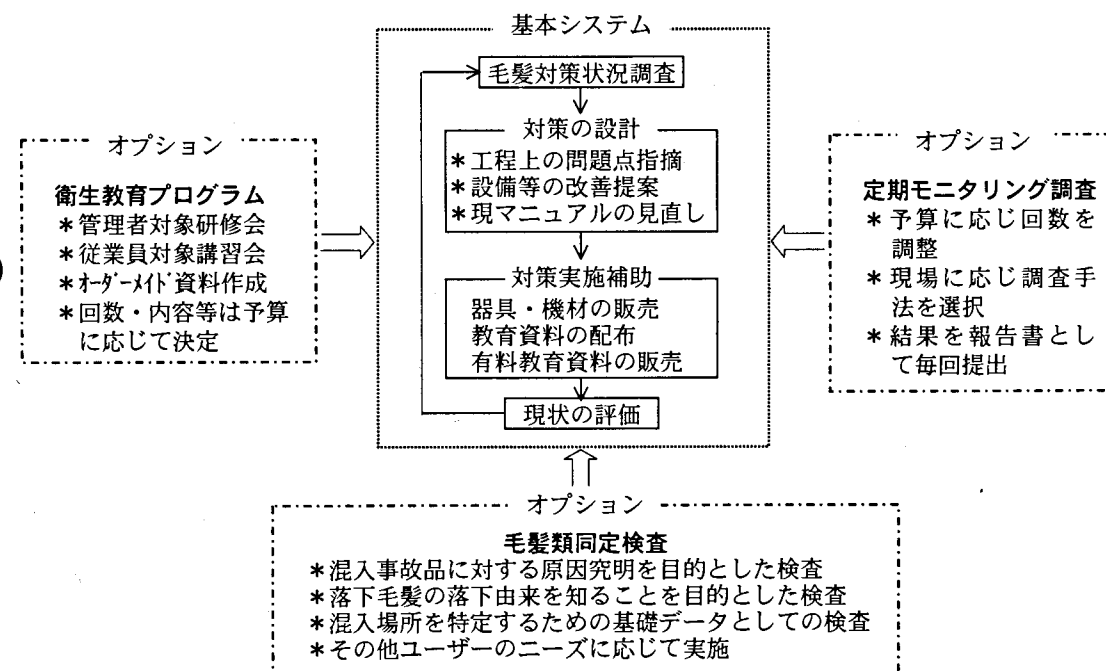 基本システム
毛髪対策状況調査
対策の設計
＊工程上の問題点指摘
＊設備等の改善提案
＊現マニュアルの見直し
対策実施補助
器具・機材の販売
教育資料の配布
有料教育資料の販売
現状の評価
オプション
衛生教育プログラム
＊管理者対象研修会
＊従業員対象講習会
＊ｵｰﾀﾞｰﾒｲﾄﾞ資料作成
＊回数・内容等は予算
に応じて決定
オプション
定期モニタリング調査
＊予算に応じ回数を
調整
＊現場に応じ調査手
法を選択
＊結果を報告書とし
て毎回提出
オプション
毛髪類同定検査
＊混入事故品に対する原因究明を目的とした検査
＊落下毛髪の落下由来を知ることを目的とした検査
＊混入場所を特定するための基礎データとしての検査
＊その他ユーザーのニーズに応じて実施